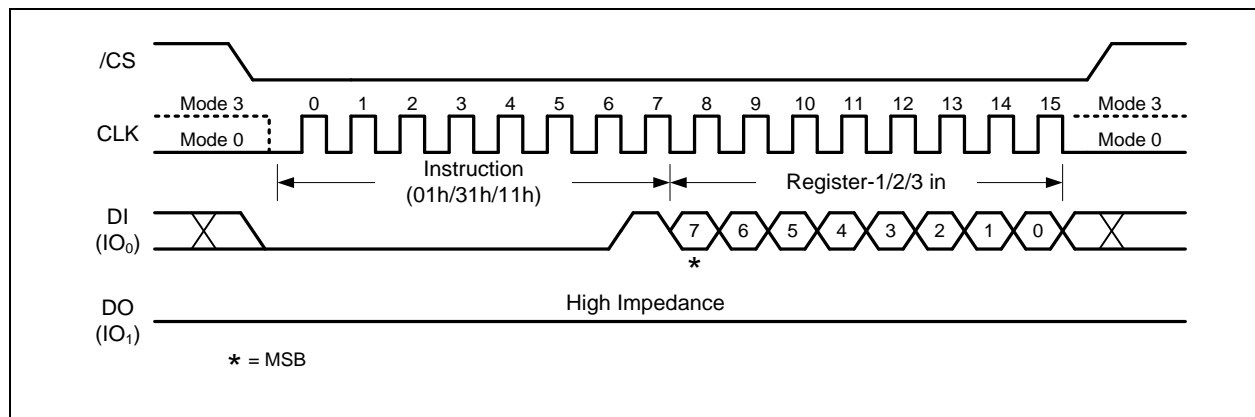 /CS
Mode 3 0 1 2 3 4 5 6 7 8 9 10 11 12 13 14 15 Mode 3
CLK
Mode 0 Mode 0
Instruction
(01h/31h/11h)
Register-1/2/3 in
DI
(IO₀)
7 6 5 4 3 2 1 0
*
High Impedance
DO
(IO₁)
* = MSB